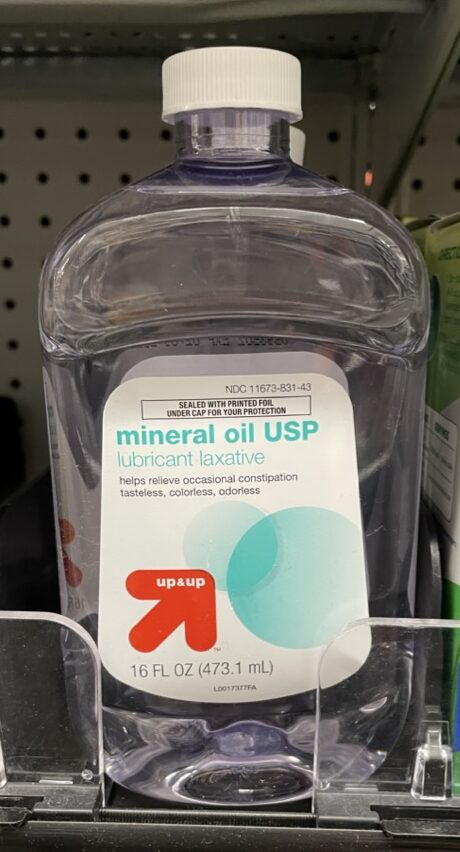 NDC 11673-831-43
SEALED WITH PRINTED FOIL
UNDER CAP FOR YOUR PROTECTION
mineral oil USP
lubricant laxative
helps relieve occasional constipation
tasteless, colorless, odorless
up&up
TM
16 FL OZ (473.1 mL)
L0017377FA